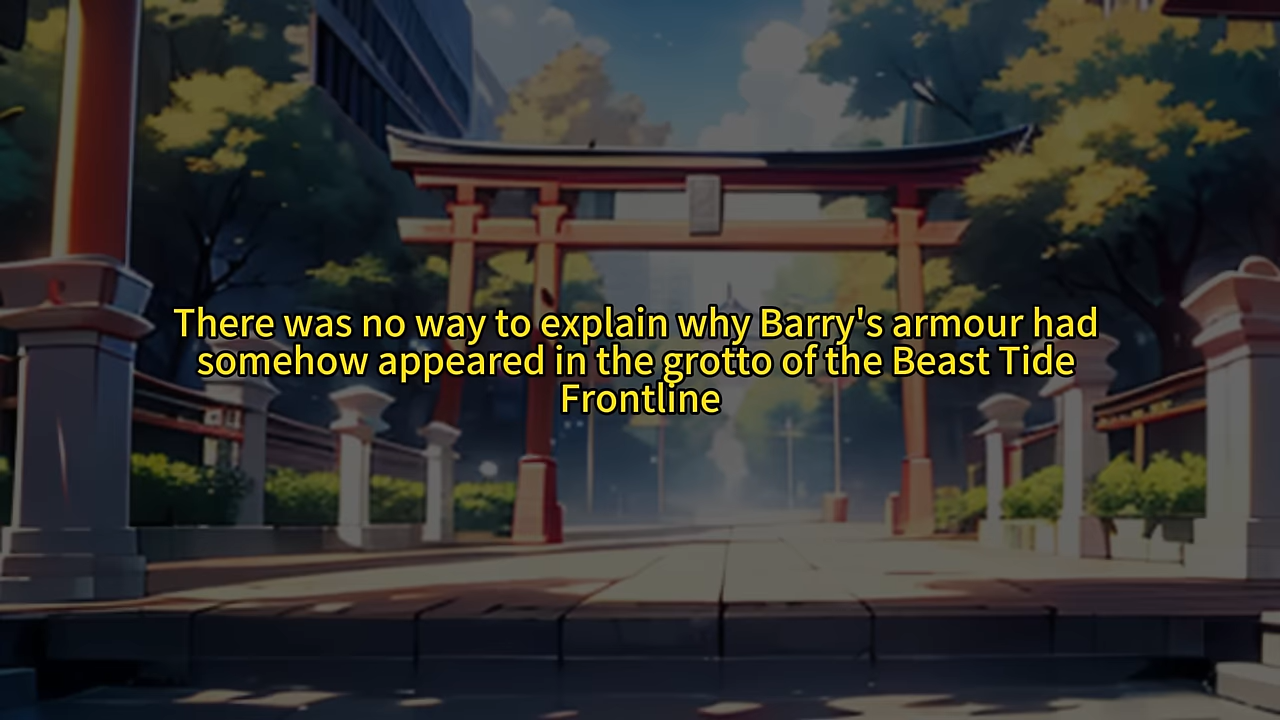 There was no way to explain why Barry's armour had
somehow appeared in the grotto of the Beast Tide
Frontline